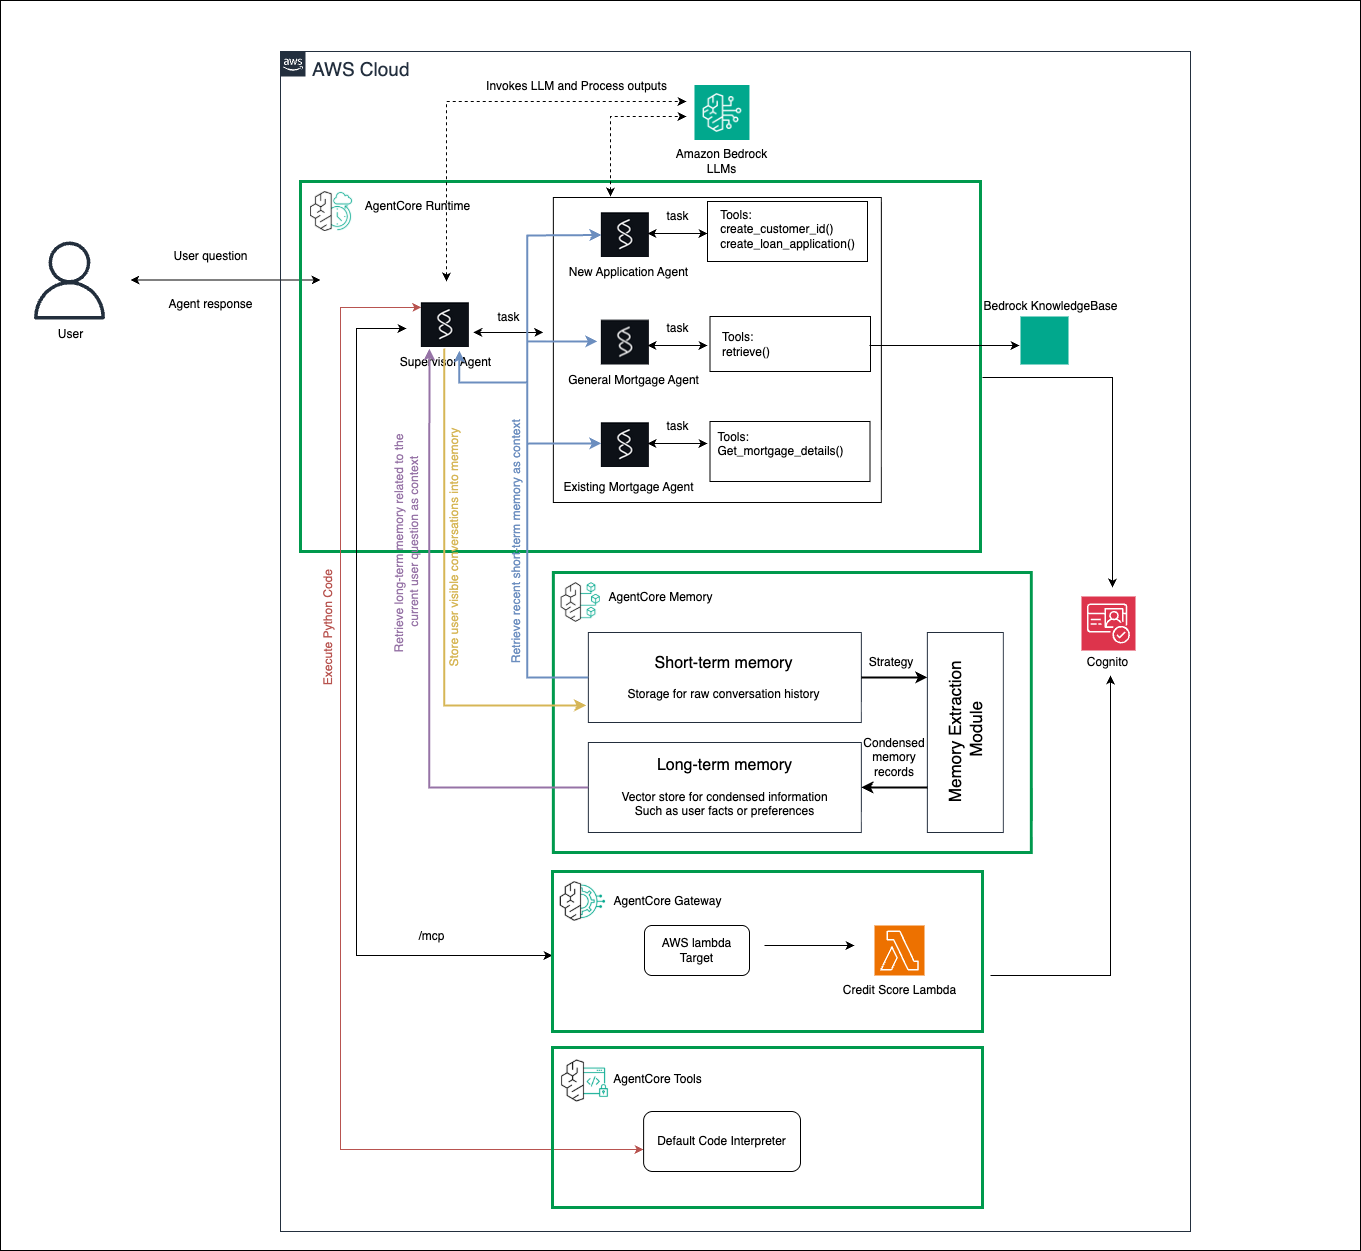 aws
AWS Cloud
Invokes LLM and Process outputs
Amazon Bedrock
LLMs
AgentCore Runtime
User question
Agent response
User
Supervisor Agent
task
New Application Agent
task
Tools:
create_customer_id()
create_loan_application()
General Mortgage Agent
task
Tools:
retrieve()
Bedrock KnowledgeBase
Existing Mortgage Agent
task
Tools:
Get_mortgage_details()
Execute Python Code
Retrieve long-term memory related to the
current user question as context
Store user visible conversations into memory
Retrieve recent short-term memory as context
AgentCore Memory
Short-term memory
Storage for raw conversation history
Strategy
Memory Extraction
Module
Long-term memory
Vector store for condensed information
Such as user facts or preferences
Condensed
memory
records
Cognito
/mcp
AgentCore Gateway
AWS lambda
Target
Credit Score Lambda
AgentCore Tools
Default Code Interpreter